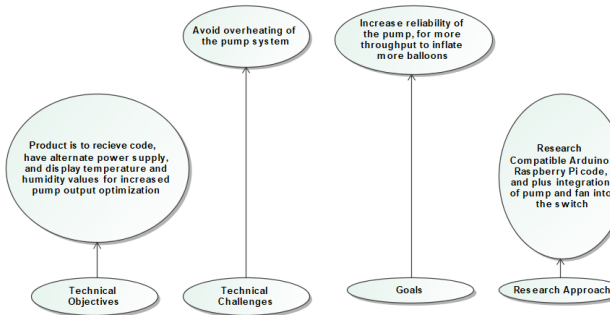 Avoid overheating of
the pump system
Increase reliability of
the pump, for more
throughput to inflate
more balloons
Product is to recieve code,
have alternate power supply,
and display temperature and
humidity values for increased
pump output optimization
Research
Compatible Arduino
Raspberry Pi code,
and plus integration
of pump and fan into
the switch
Technical
Objectives
Technical
Challenges
Goals
Research Approach